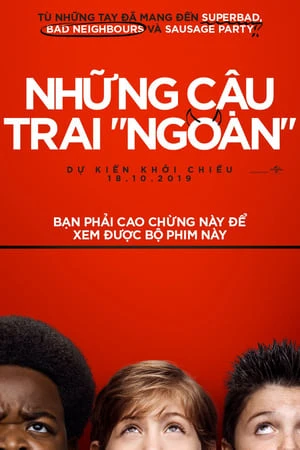 TỪ NHỮNG TAY ĐÃ MANG ĐẾN SUPERBAD,
BAD NEIGHBOURS VÀ SAUSAGE PARTY
NHỮNG CẬU
TRAI "NGOAN"
DỰ KIẾN KHỞI CHIẾU
18.10.2019
BẠN PHẢI CAO CHỪNG NÀY ĐỂ
XEM ĐƯỢC BỘ PHIM NÀY